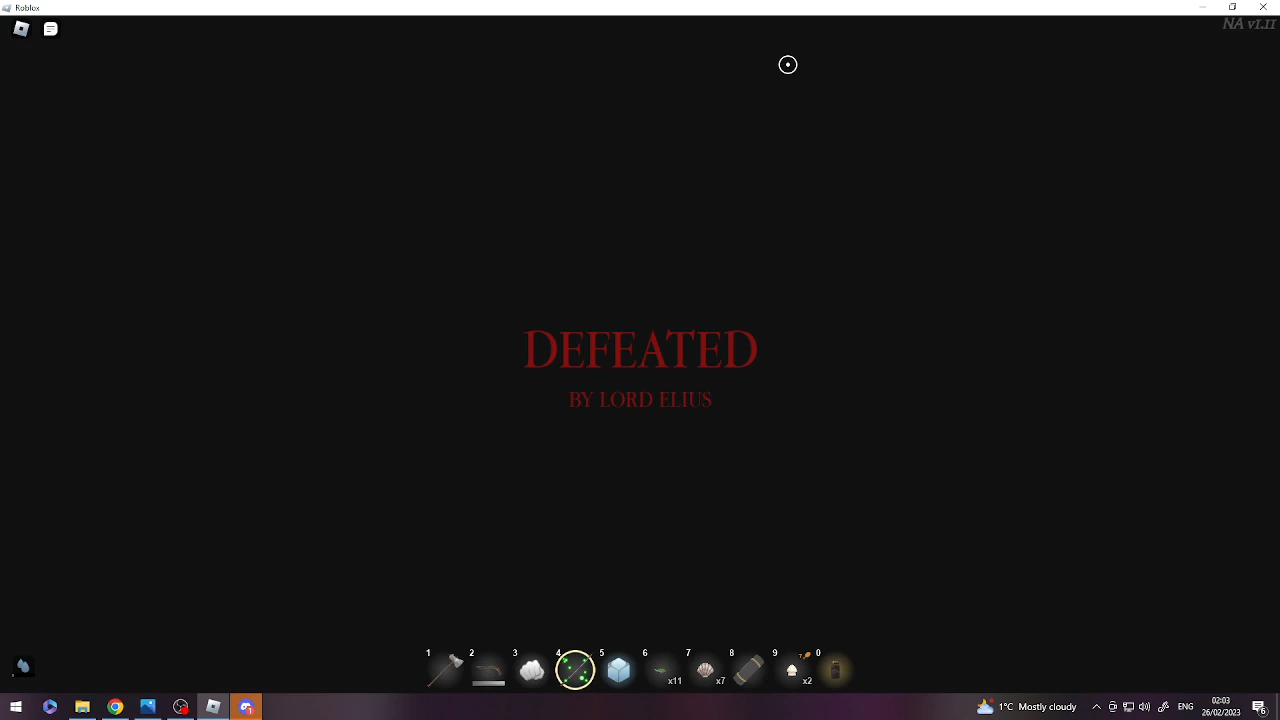 Roblox
NA v1.11
DEFEATED
BY LORD ELIUS
1 2 3 4 5 6 7 8 9 0
x11 x7 x2
1°C Mostly cloudy
ENG
02:03
26/02/2023
6